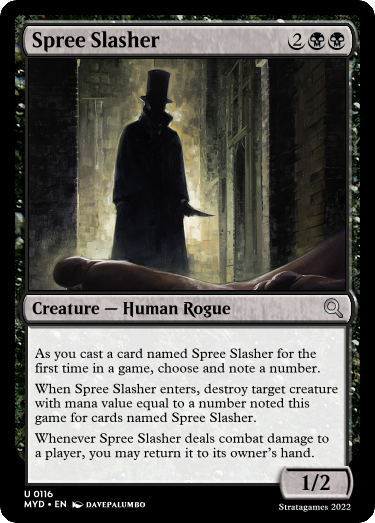 Spree Slasher 2
Creature — Human Rogue
As you cast a card named Spree Slasher for the
first time in a game, choose and note a number.
When Spree Slasher enters, destroy target creature
with mana value equal to a number noted this
game for cards named Spree Slasher.
Whenever Spree Slasher deals combat damage to
a player, you may return it to its owner's hand.
1/2
U 0116
MYD • EN DAVEPALUMBO
Stratagames 2022